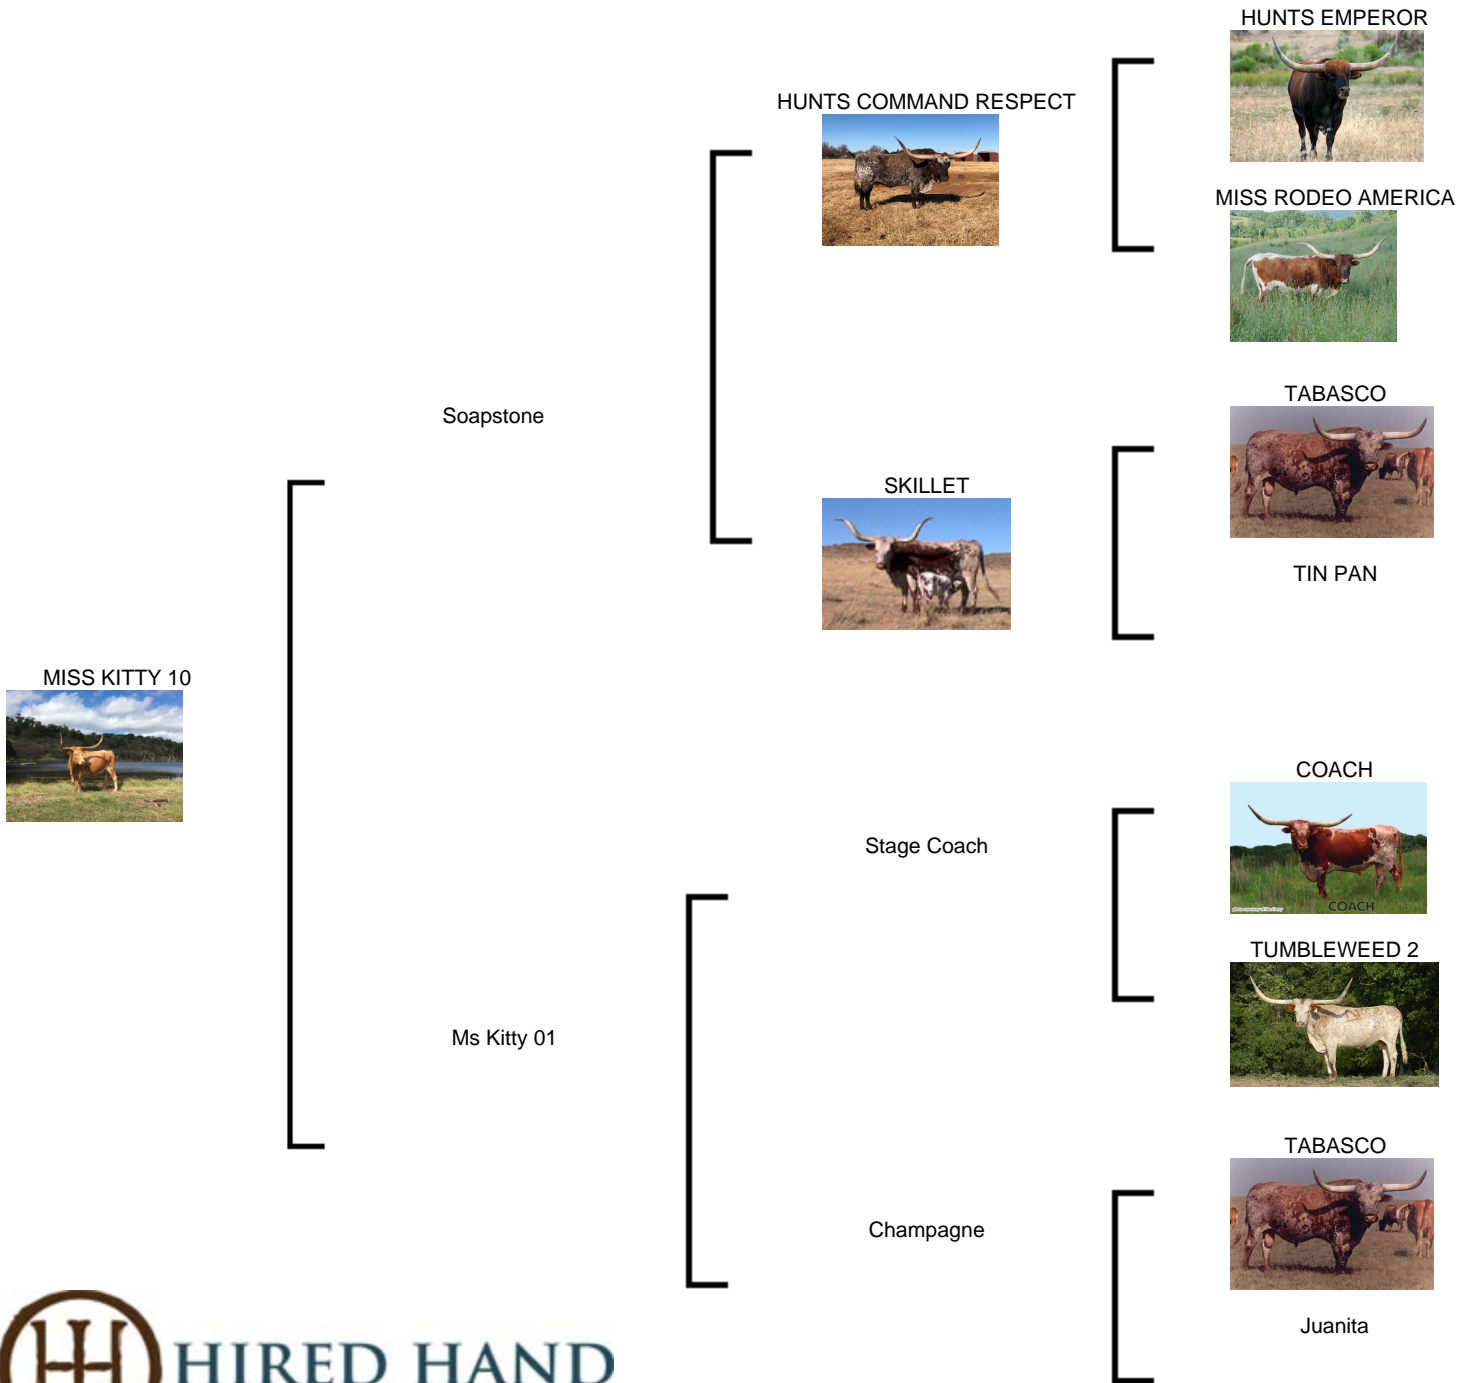 HUNTS EMPEROR
HUNTS COMMAND RESPECT
MISS RODEO AMERICA
TABASCO
Soapstone
SKILLET
TIN PAN
MISS KITTY 10
COACH
Stage Coach
COACH
TUMBLEWEED 2
Ms Kitty 01
TABASCO
Champagne
Juanita
HIRED HAND